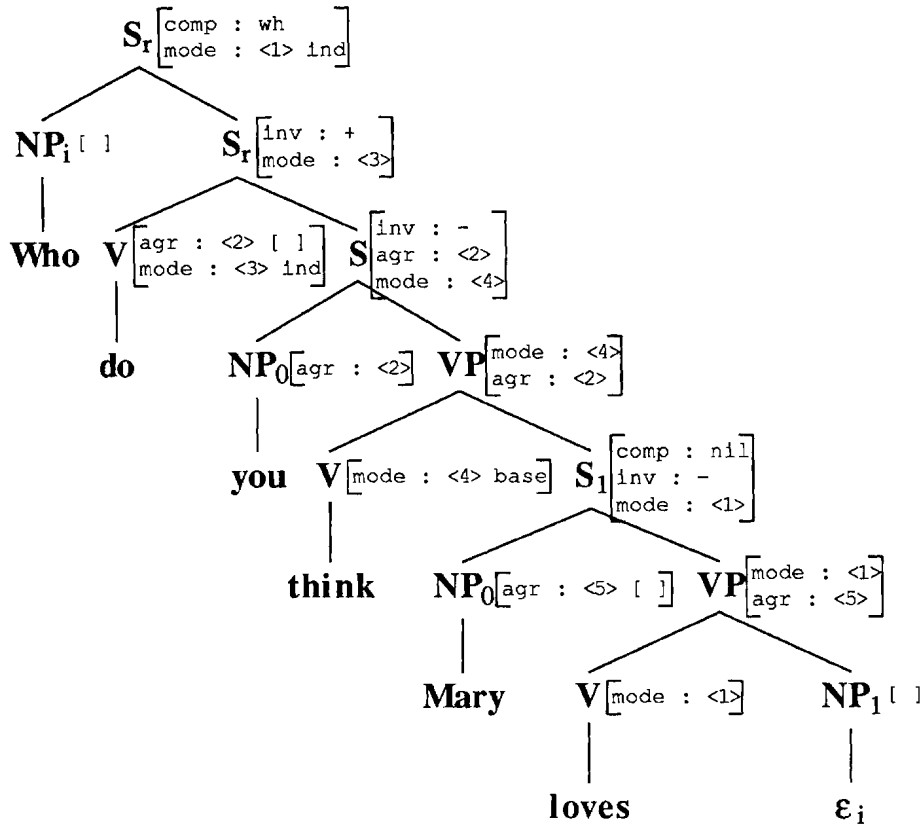 S_r [comp : wh
mode : <1> ind]
NP_i [ ] S_r [inv : +
mode : <3>]
Who V [agr : <2> [ ]
mode : <3> ind] S [inv : -
agr : <2>
mode : <4>]
do NP_0 [agr : <2>] VP [mode : <4>
agr : <2>]
you V [mode : <4> base] S_1 [comp : nil
inv : -
mode : <1>]
think NP_0 [agr : <5> [ ]] VP [mode : <1>
agr : <5>]
Mary V [mode : <1>] NP_1 [ ]
loves ε_i